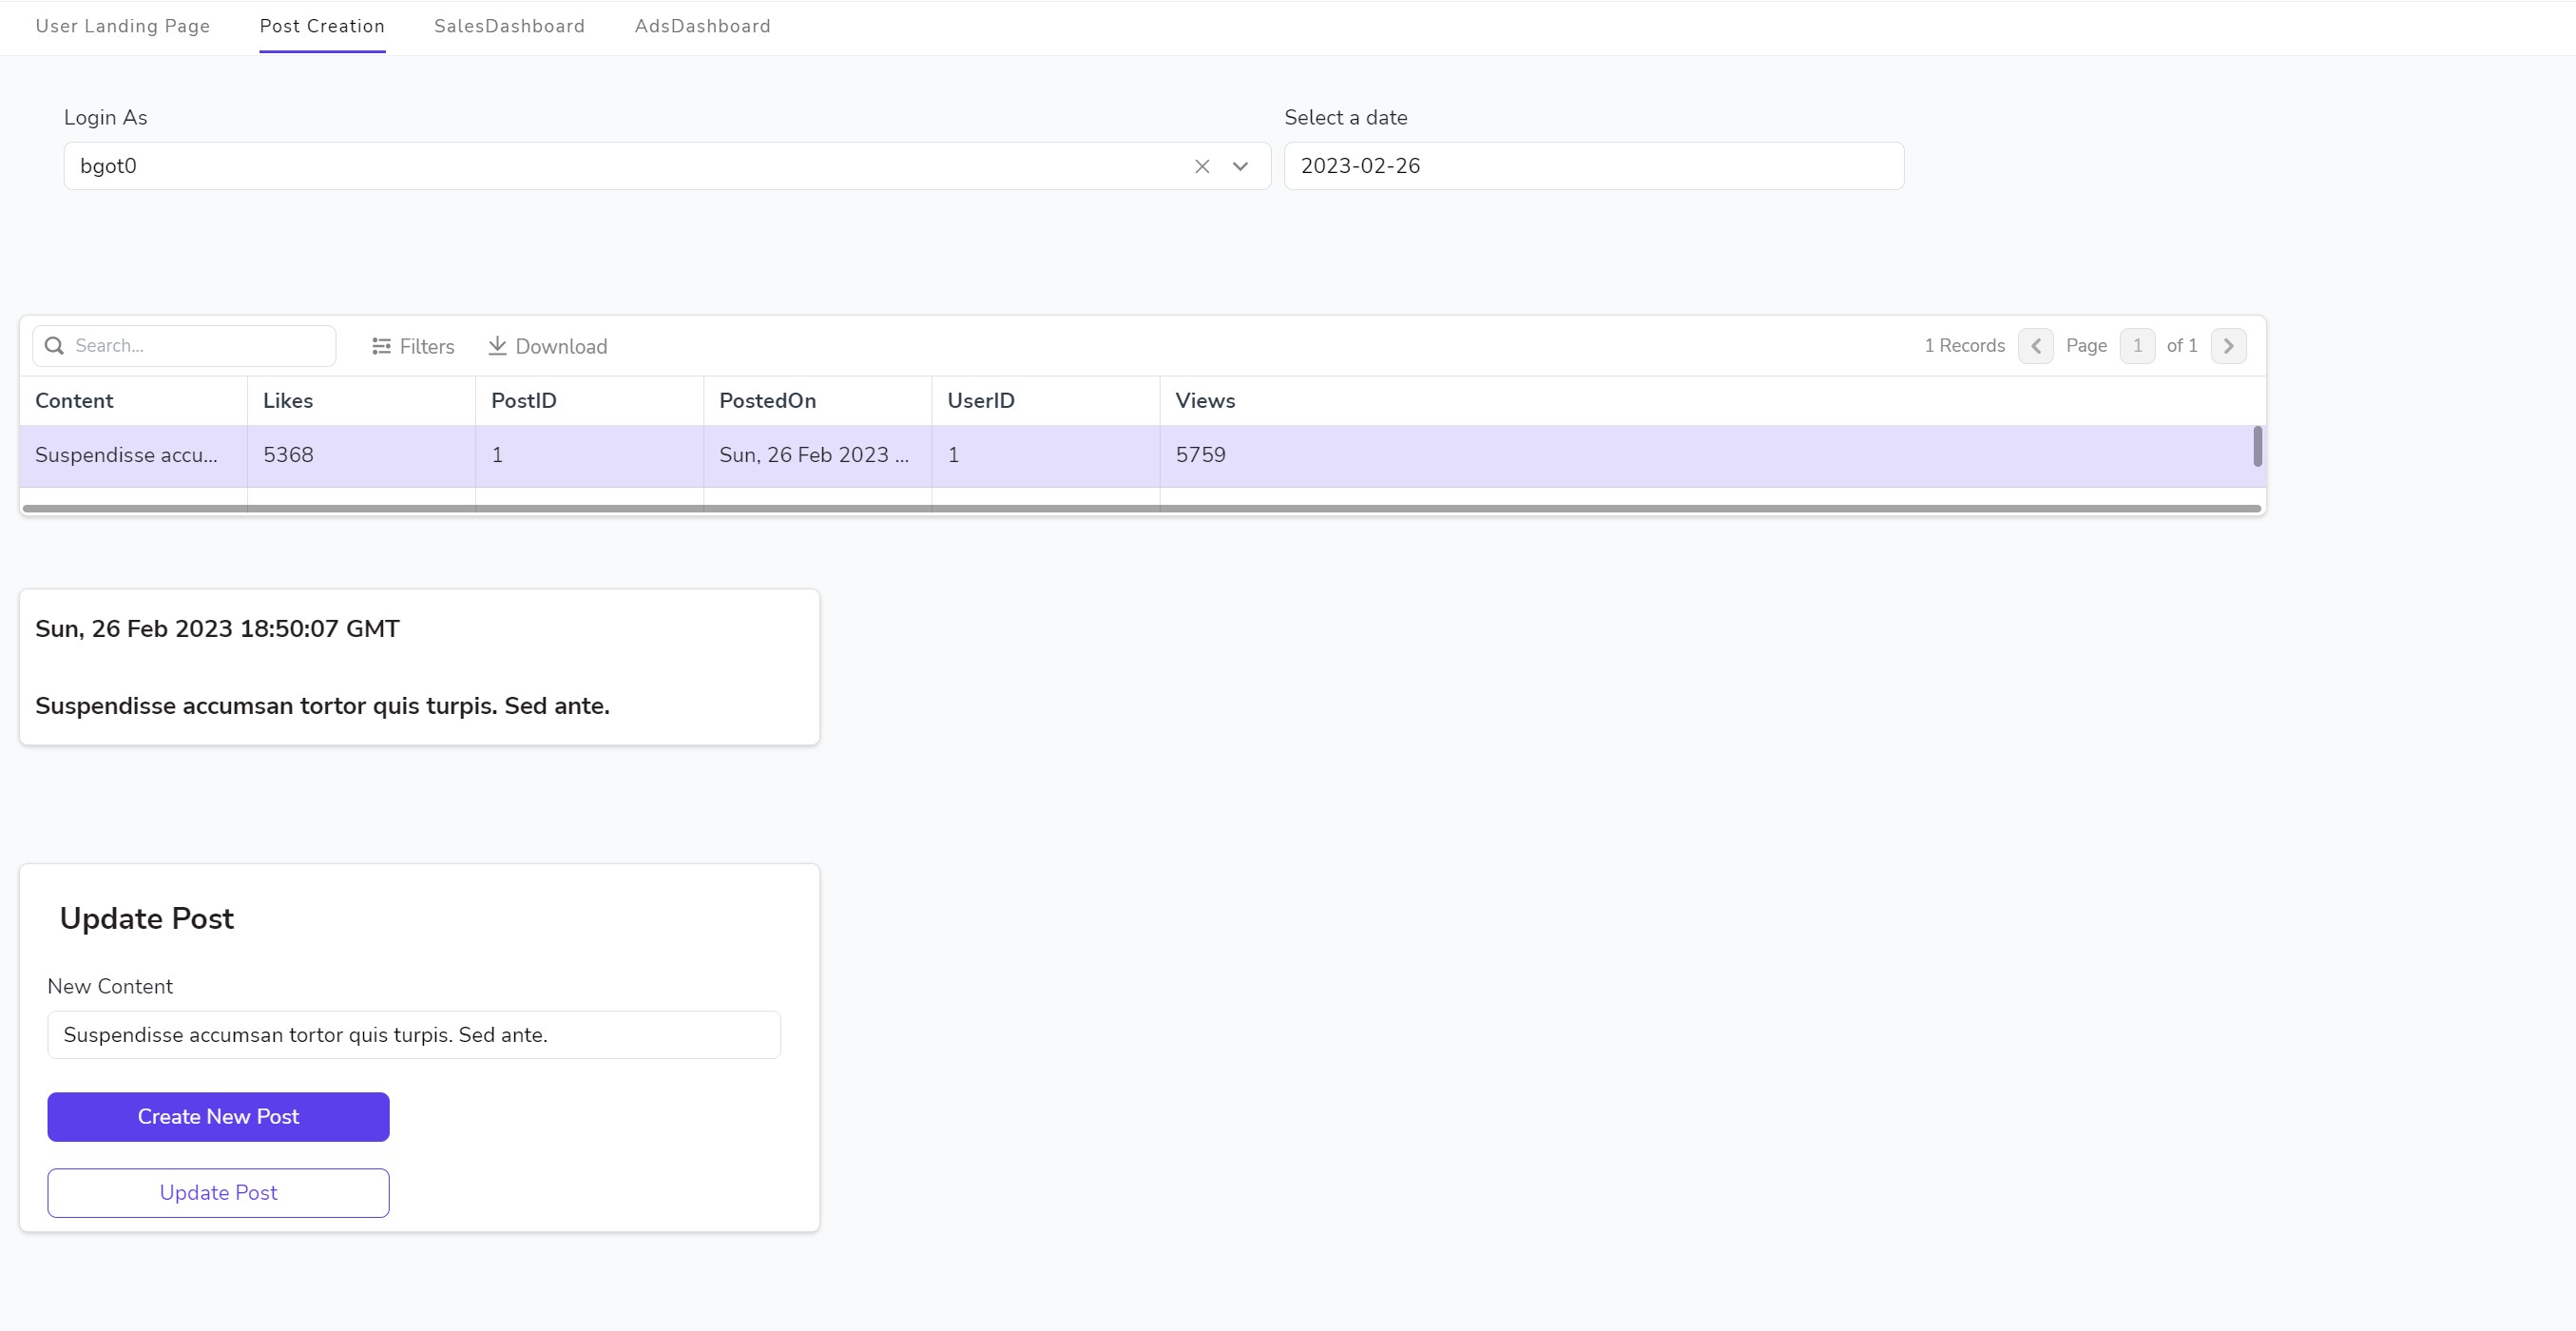 User Landing Page Post Creation SalesDashboard AdsDashboard
Login As Select a date
bgot0 2023-02-26
Search... Filters Download 1 Records Page 1 of 1
Content Likes PostID PostedOn UserID Views
Suspendisse accu... 5368 1 Sun, 26 Feb 2023 ... 1 5759
Sun, 26 Feb 2023 18:50:07 GMT
Suspendisse accumsan tortor quis turpis. Sed ante.
Update Post
New Content
Suspendisse accumsan tortor quis turpis. Sed ante.
Create New Post
Update Post